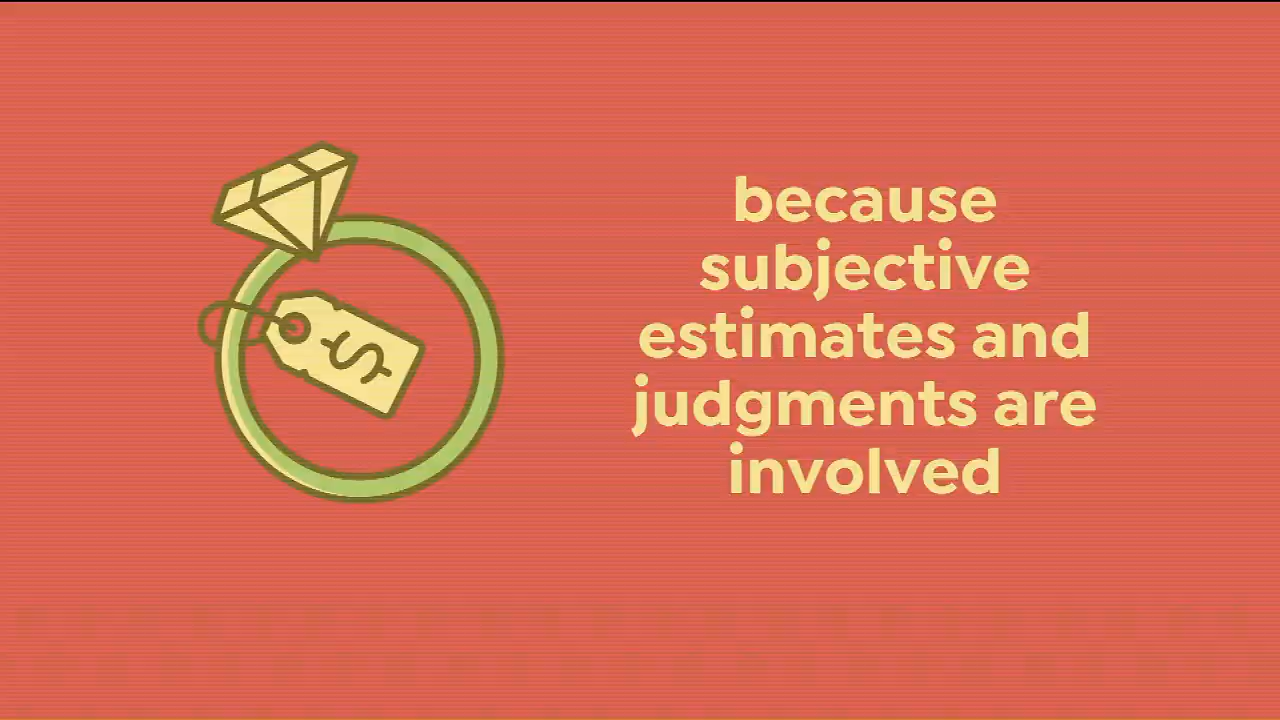 $
because
subjective
estimates and
judgments are
involved